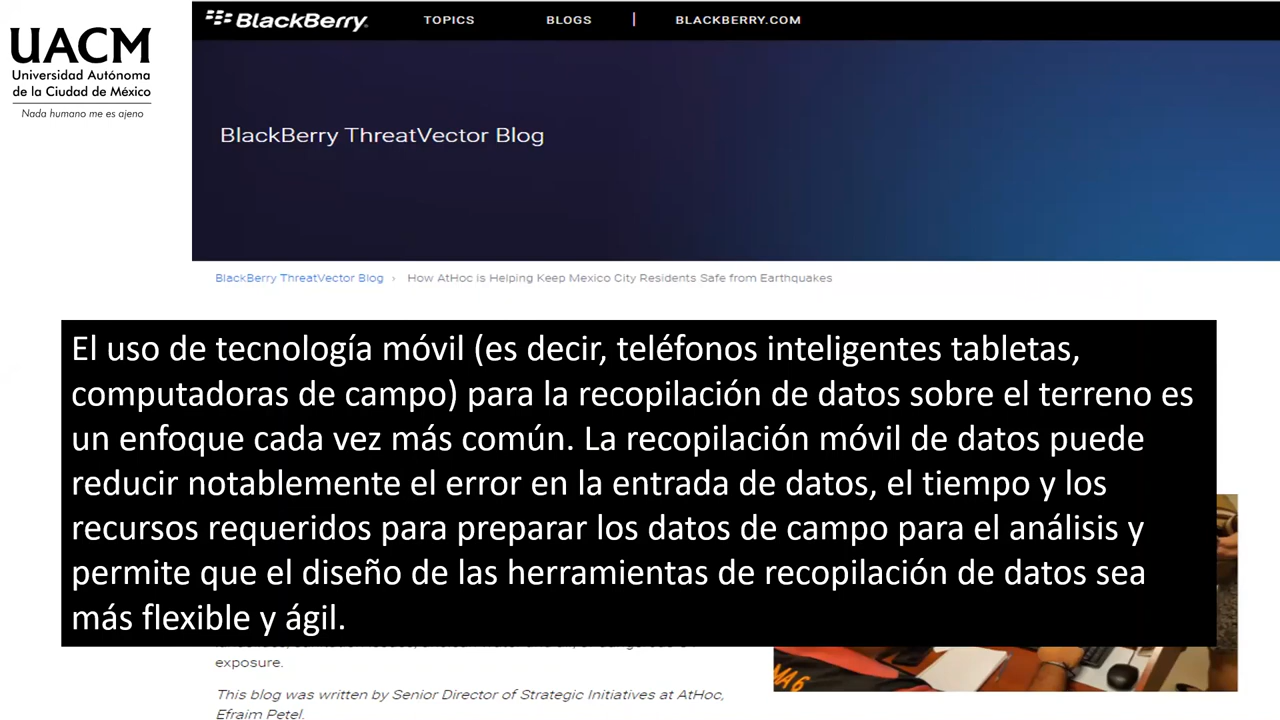 UACM
Universidad Autónoma
de la Ciudad de México
Nada humano me es ajeno
BlackBerry
TOPICS
BLOGS
|
BLACKBERRY.COM
BlackBerry ThreatVector Blog
BlackBerry ThreatVector Blog › How AtHoc is Helping Keep Mexico City Residents Safe from Earthquakes
El uso de tecnología móvil (es decir, teléfonos inteligentes tabletas,
computadoras de campo) para la recopilación de datos sobre el terreno es
un enfoque cada vez más común. La recopilación móvil de datos puede
reducir notablemente el error en la entrada de datos, el tiempo y los
recursos requeridos para preparar los datos de campo para el análisis y
permite que el diseño de las herramientas de recopilación de datos sea
más flexible y ágil.
exposure.
This blog was written by Senior Director of Strategic Initiatives at AtHoc,
Efraim Petel.
MA 6